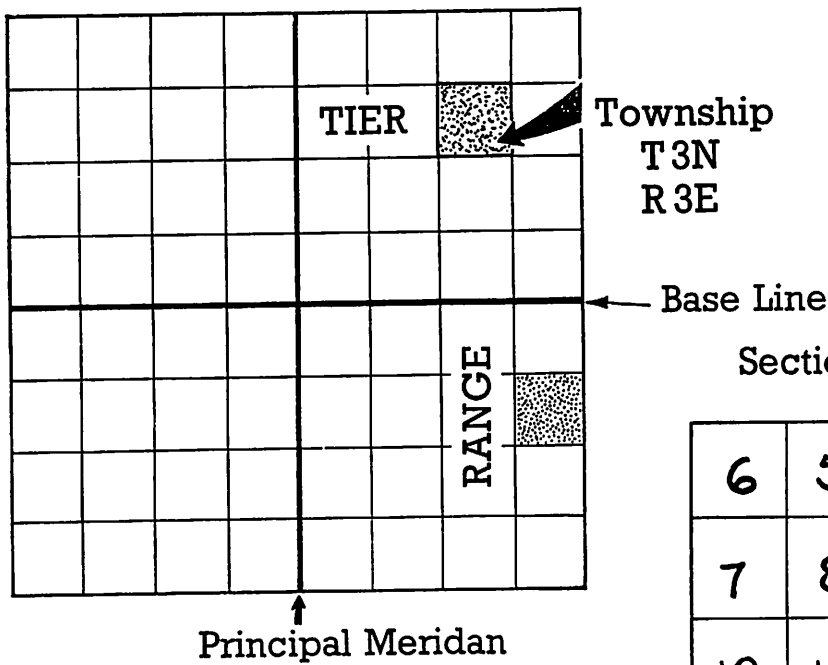 TIER
Township
T 3N
R 3E
Base Line
RANGE
6
7
Principal Meridan